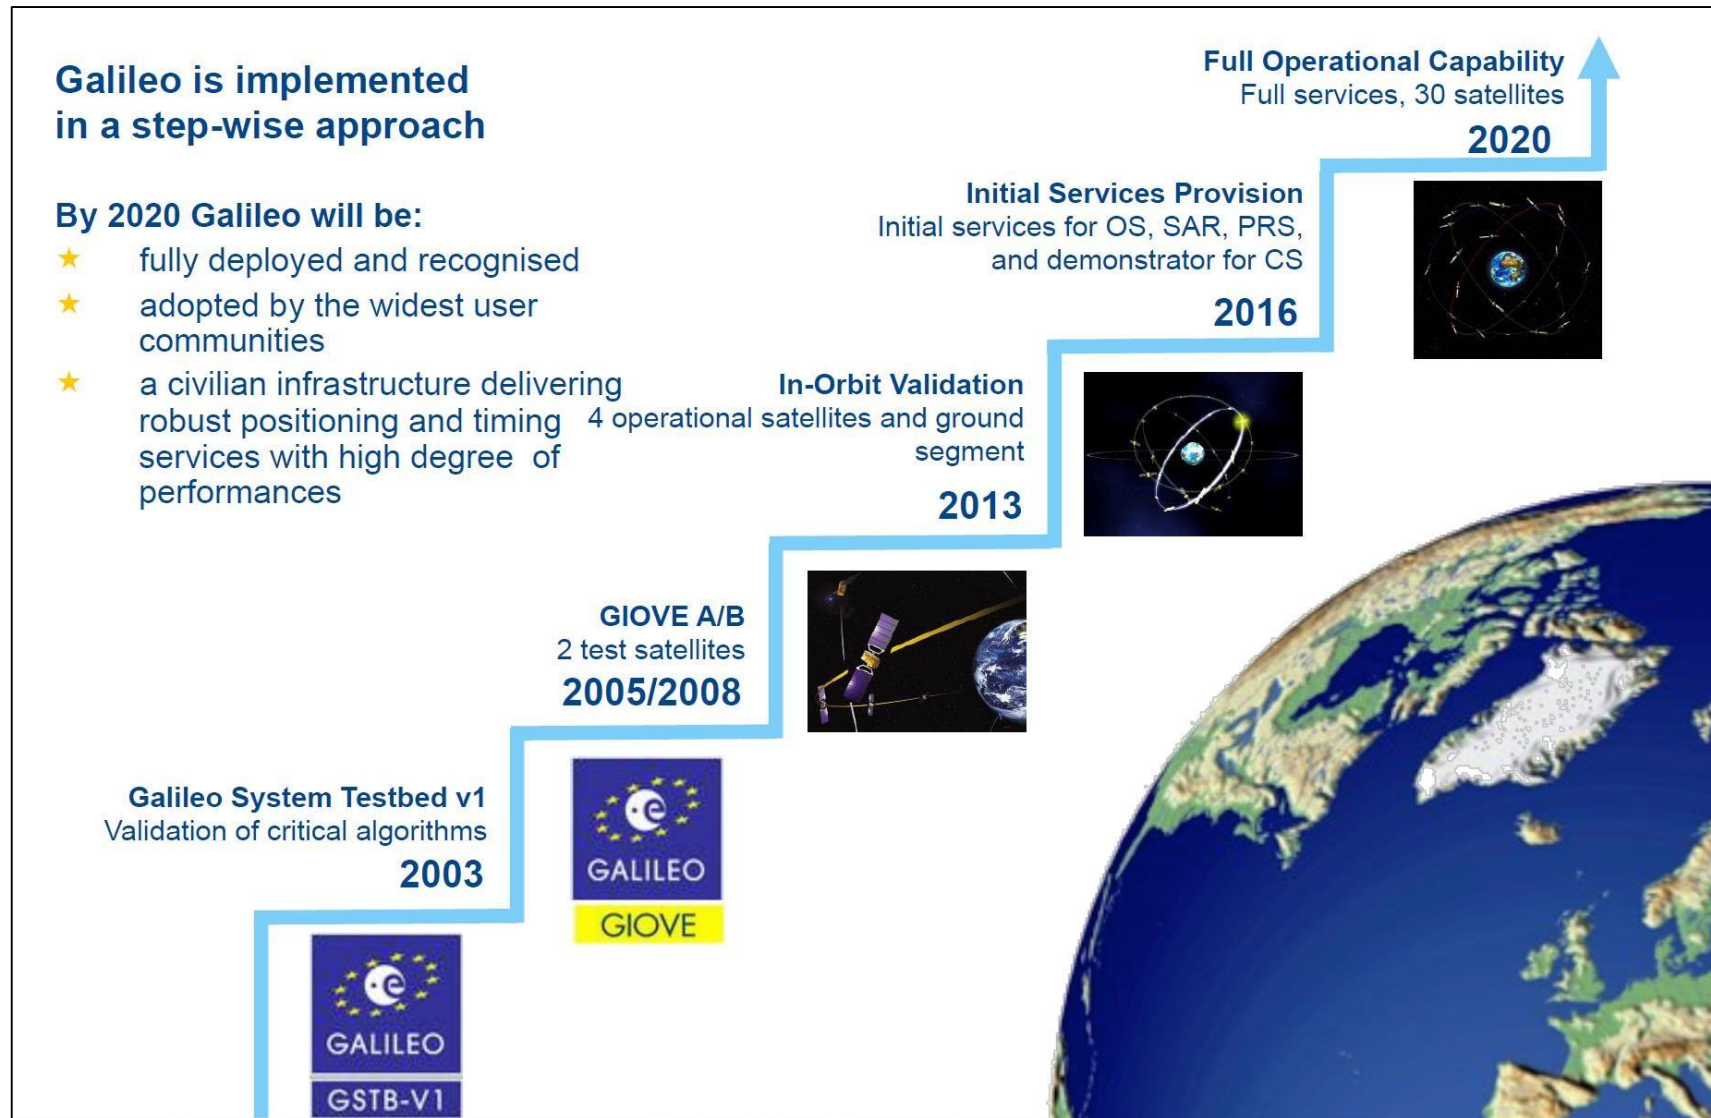 Galileo is implemented
in a step-wise approach
By 2020 Galileo will be:
fully deployed and recognised
adopted by the widest user
communities
a civilian infrastructure delivering
robust positioning and timing
services with high degree of
performances
Full Operational Capability
Full services, 30 satellites
2020
Initial Services Provision
Initial services for OS, SAR, PRS,
and demonstrator for CS
2016
In-Orbit Validation
4 operational satellites and ground
segment
2013
GIOVE A/B
2 test satellites
2005/2008
Galileo System Testbed v1
Validation of critical algorithms
2003
e
GALILEO
GIOVE
e
GALILEO
GSTB-V1